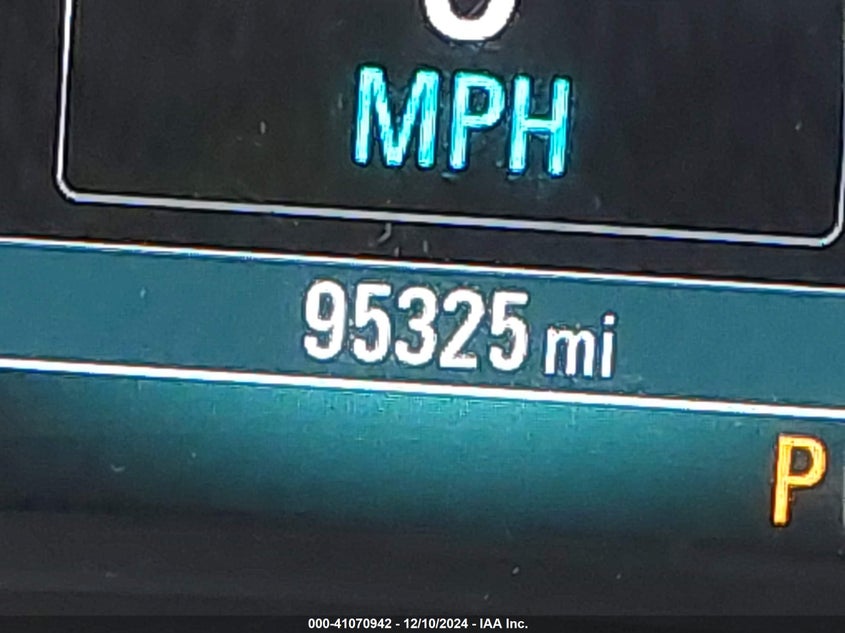 MPH
95325 mi
P
000-41070942 - 12/10/2024 - IAA Inc.